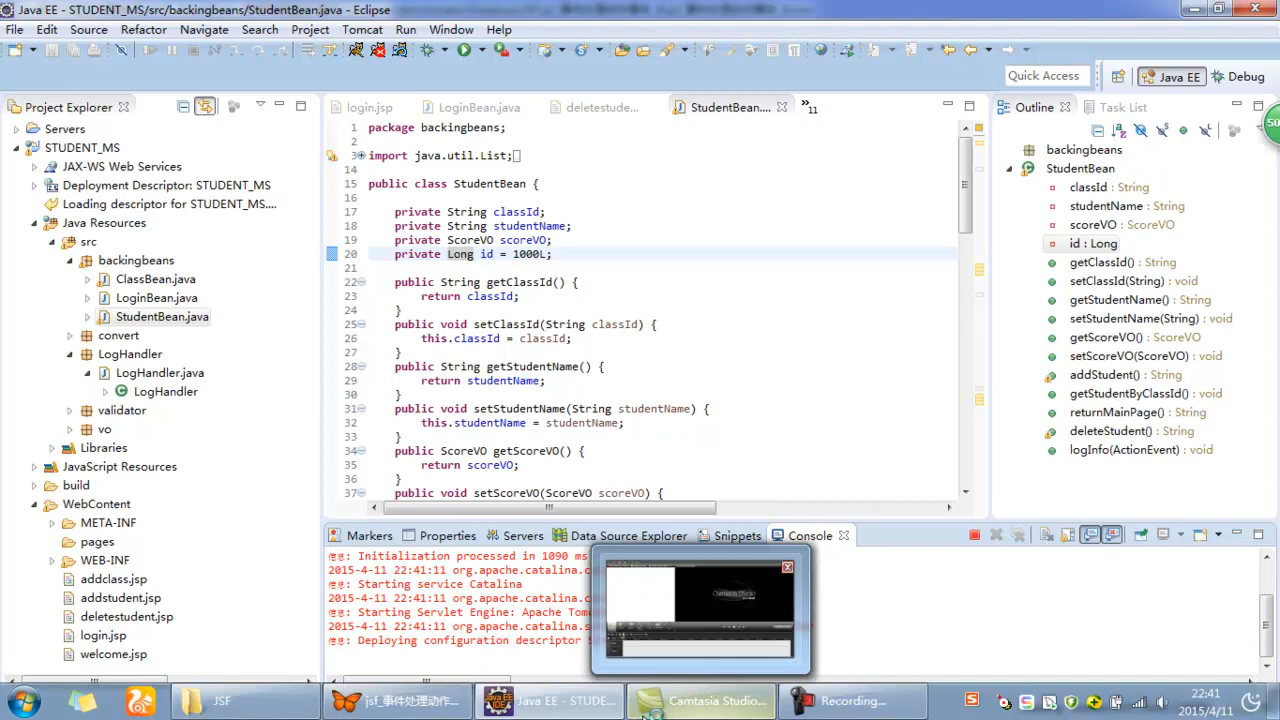 Java EE - STUDENT_MS/src/backingbeans/StudentBean.java - Eclipse
File Edit Source Refactor Navigate Search Project Tomcat Run Window Help
Quick Access
Java EE
Debug
Project Explorer
login.jsp
LoginBean.java
deletestude...
StudentBean....
»11
Outline
Task List
Servers
STUDENT_MS
JAX-WS Web Services
Deployment Descriptor: STUDENT_MS
Loading descriptor for STUDENT_MS....
Java Resources
src
backingbeans
ClassBean.java
LoginBean.java
StudentBean.java
convert
LogHandler
LogHandler.java
LogHandler
validator
vo
Libraries
JavaScript Resources
build
WebContent
META-INF
pages
WEB-INF
addclass.jsp
addstudent.jsp
deletestudent.jsp
login.jsp
welcome.jsp
1 package backingbeans;
2
3 import java.util.List;
14
15 public class StudentBean {
16
17 private String classId;
18 private String studentName;
19 private ScoreVO scoreVO;
20 private Long id = 1000L;
21
22 public String getClassId() {
23 return classId;
24 }
25 public void setClassId(String classId) {
26 this.classId = classId;
27 }
28 public String getStudentName() {
29 return studentName;
30 }
31 public void setStudentName(String studentName) {
32 this.studentName = studentName;
33 }
34 public ScoreVO getScoreVO() {
35 return scoreVO;
36 }
37 public void setScoreVO(ScoreVO scoreVO) {
backingbeans
StudentBean
classId : String
studentName : String
scoreVO : ScoreVO
id : Long
getClassId() : String
setClassId(String) : void
getStudentName() : String
setStudentName(String) : void
getScoreVO() : ScoreVO
setScoreVO(ScoreVO) : void
addStudent() : String
getStudentByClassId() : String
returnMainPage() : String
deleteStudent() : String
logInfo(ActionEvent) : void
50
Markers Properties Servers Data Source Explorer Snippets Console
信息: Initialization processed in 1090 ms
2015-4-11 22:41:11 org.apache.catalina.c
信息: Starting service Catalina
2015-4-11 22:41:11 org.apache.catalina.c
信息: Starting Servlet Engine: Apache Tom
2015-4-11 22:41:11 org.apache.catalina.s
信息: Deploying configuration descriptor
Camtasia Studio
JSF
jsf_事件处理动作...
Java EE - STUDE...
Camtasia Studio...
Recording...
22:41
2015/4/11